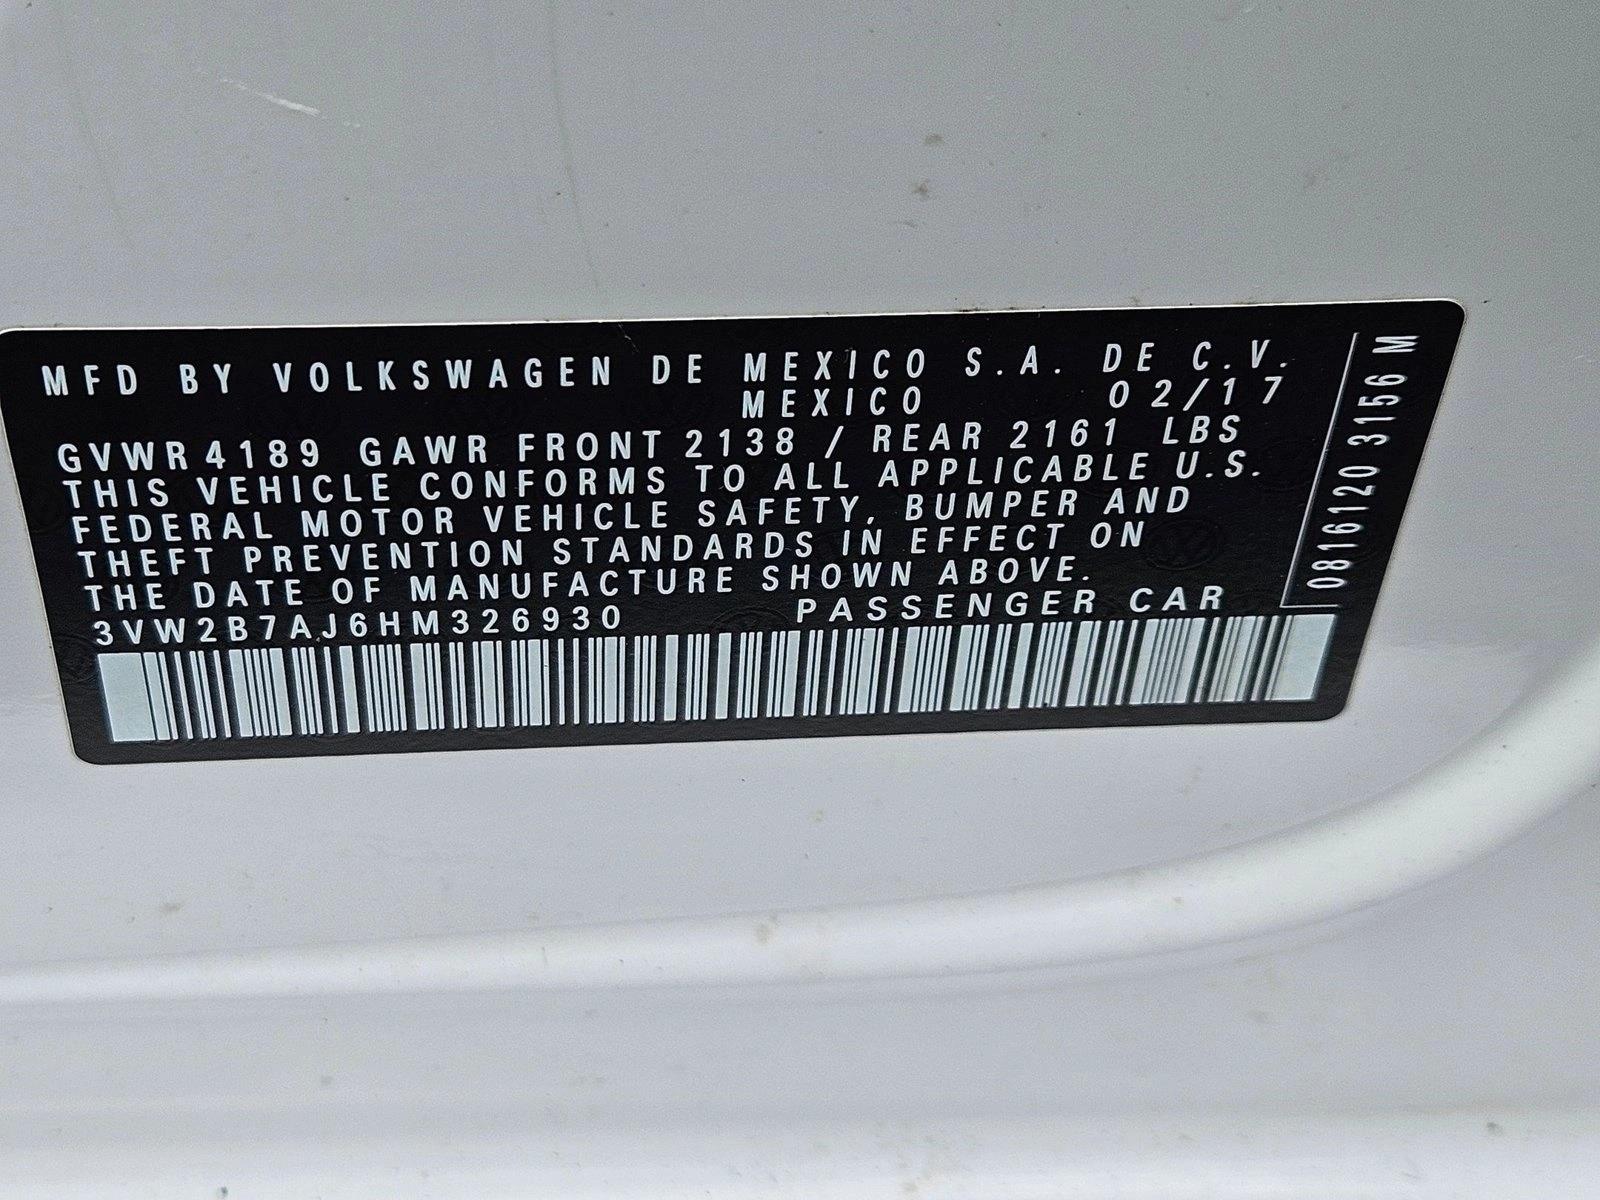 MFD BY VOLKSWAGEN DE MEXICO S.A. DE C.V.
MEXICO 02/17
GVWR 4189 GAWR FRONT 2138 / REAR 2161 LBS
THIS VEHICLE CONFORMS TO ALL APPLICABLE U.S.
FEDERAL MOTOR VEHICLE SAFETY, BUMPER AND
THEFT PREVENTION STANDARDS IN EFFECT ON
THE DATE OF MANUFACTURE SHOWN ABOVE.
3VW2B7AJ6HM326930 PASSENGER CAR
0816120 3156 M